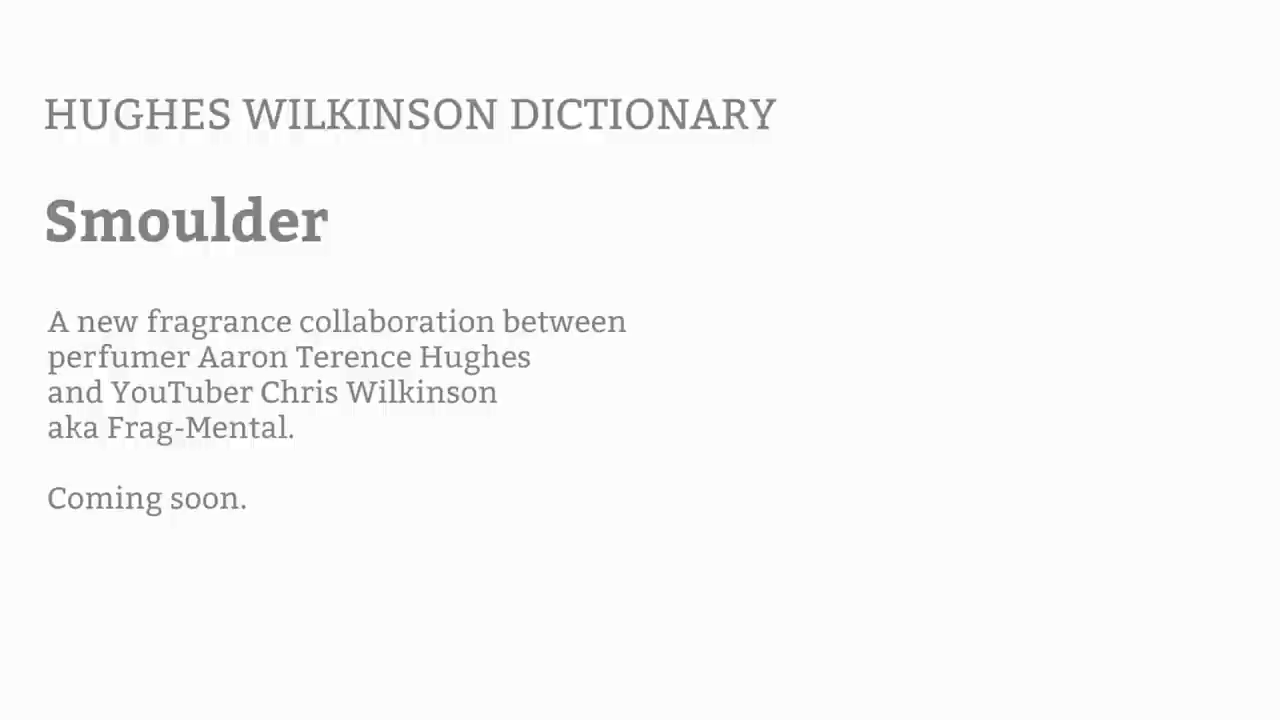 HUGHES WILKINSON DICTIONARY
Smoulder
A new fragrance collaboration between
perfumer Aaron Terence Hughes
and YouTuber Chris Wilkinson
aka Frag-Mental.
Coming soon.